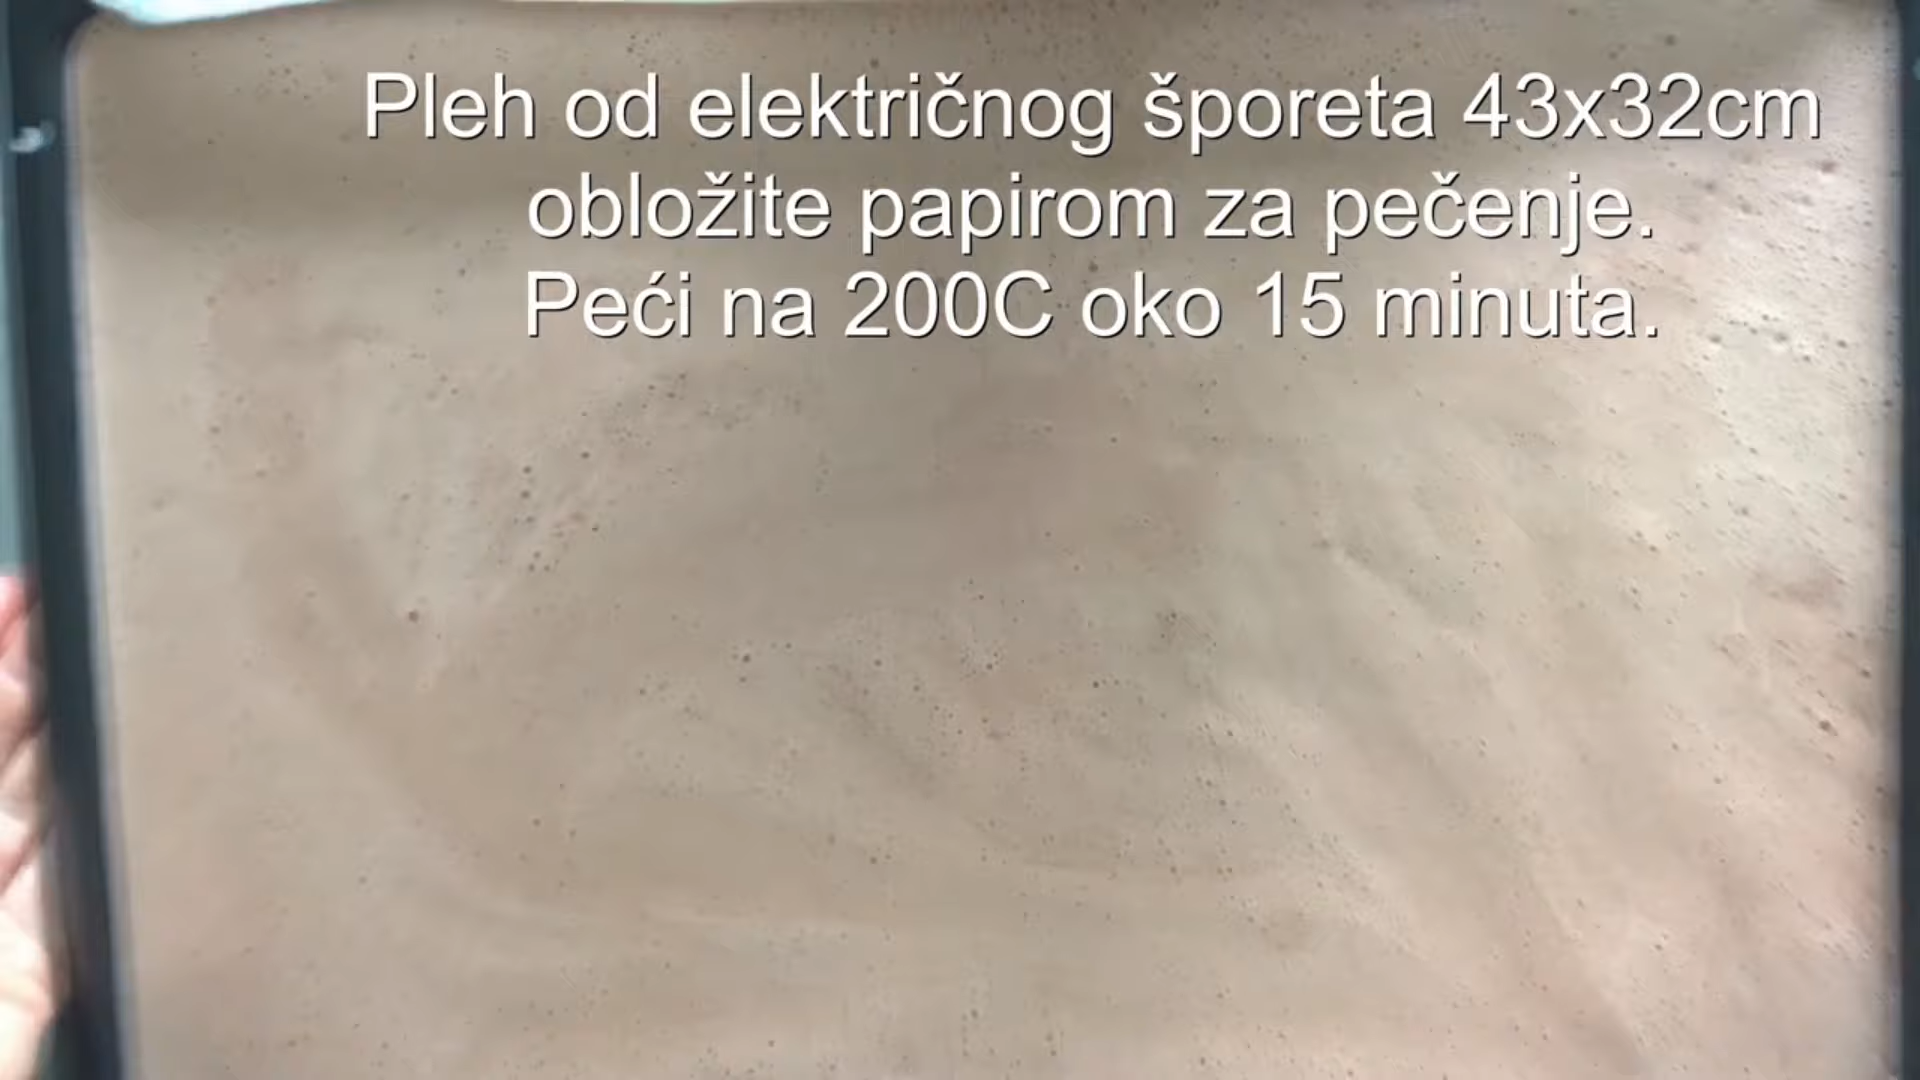 Pleh od električnog šporeta 43x32cm
obložite papirom za pečenje.
Peći na 200C oko 15 minuta.